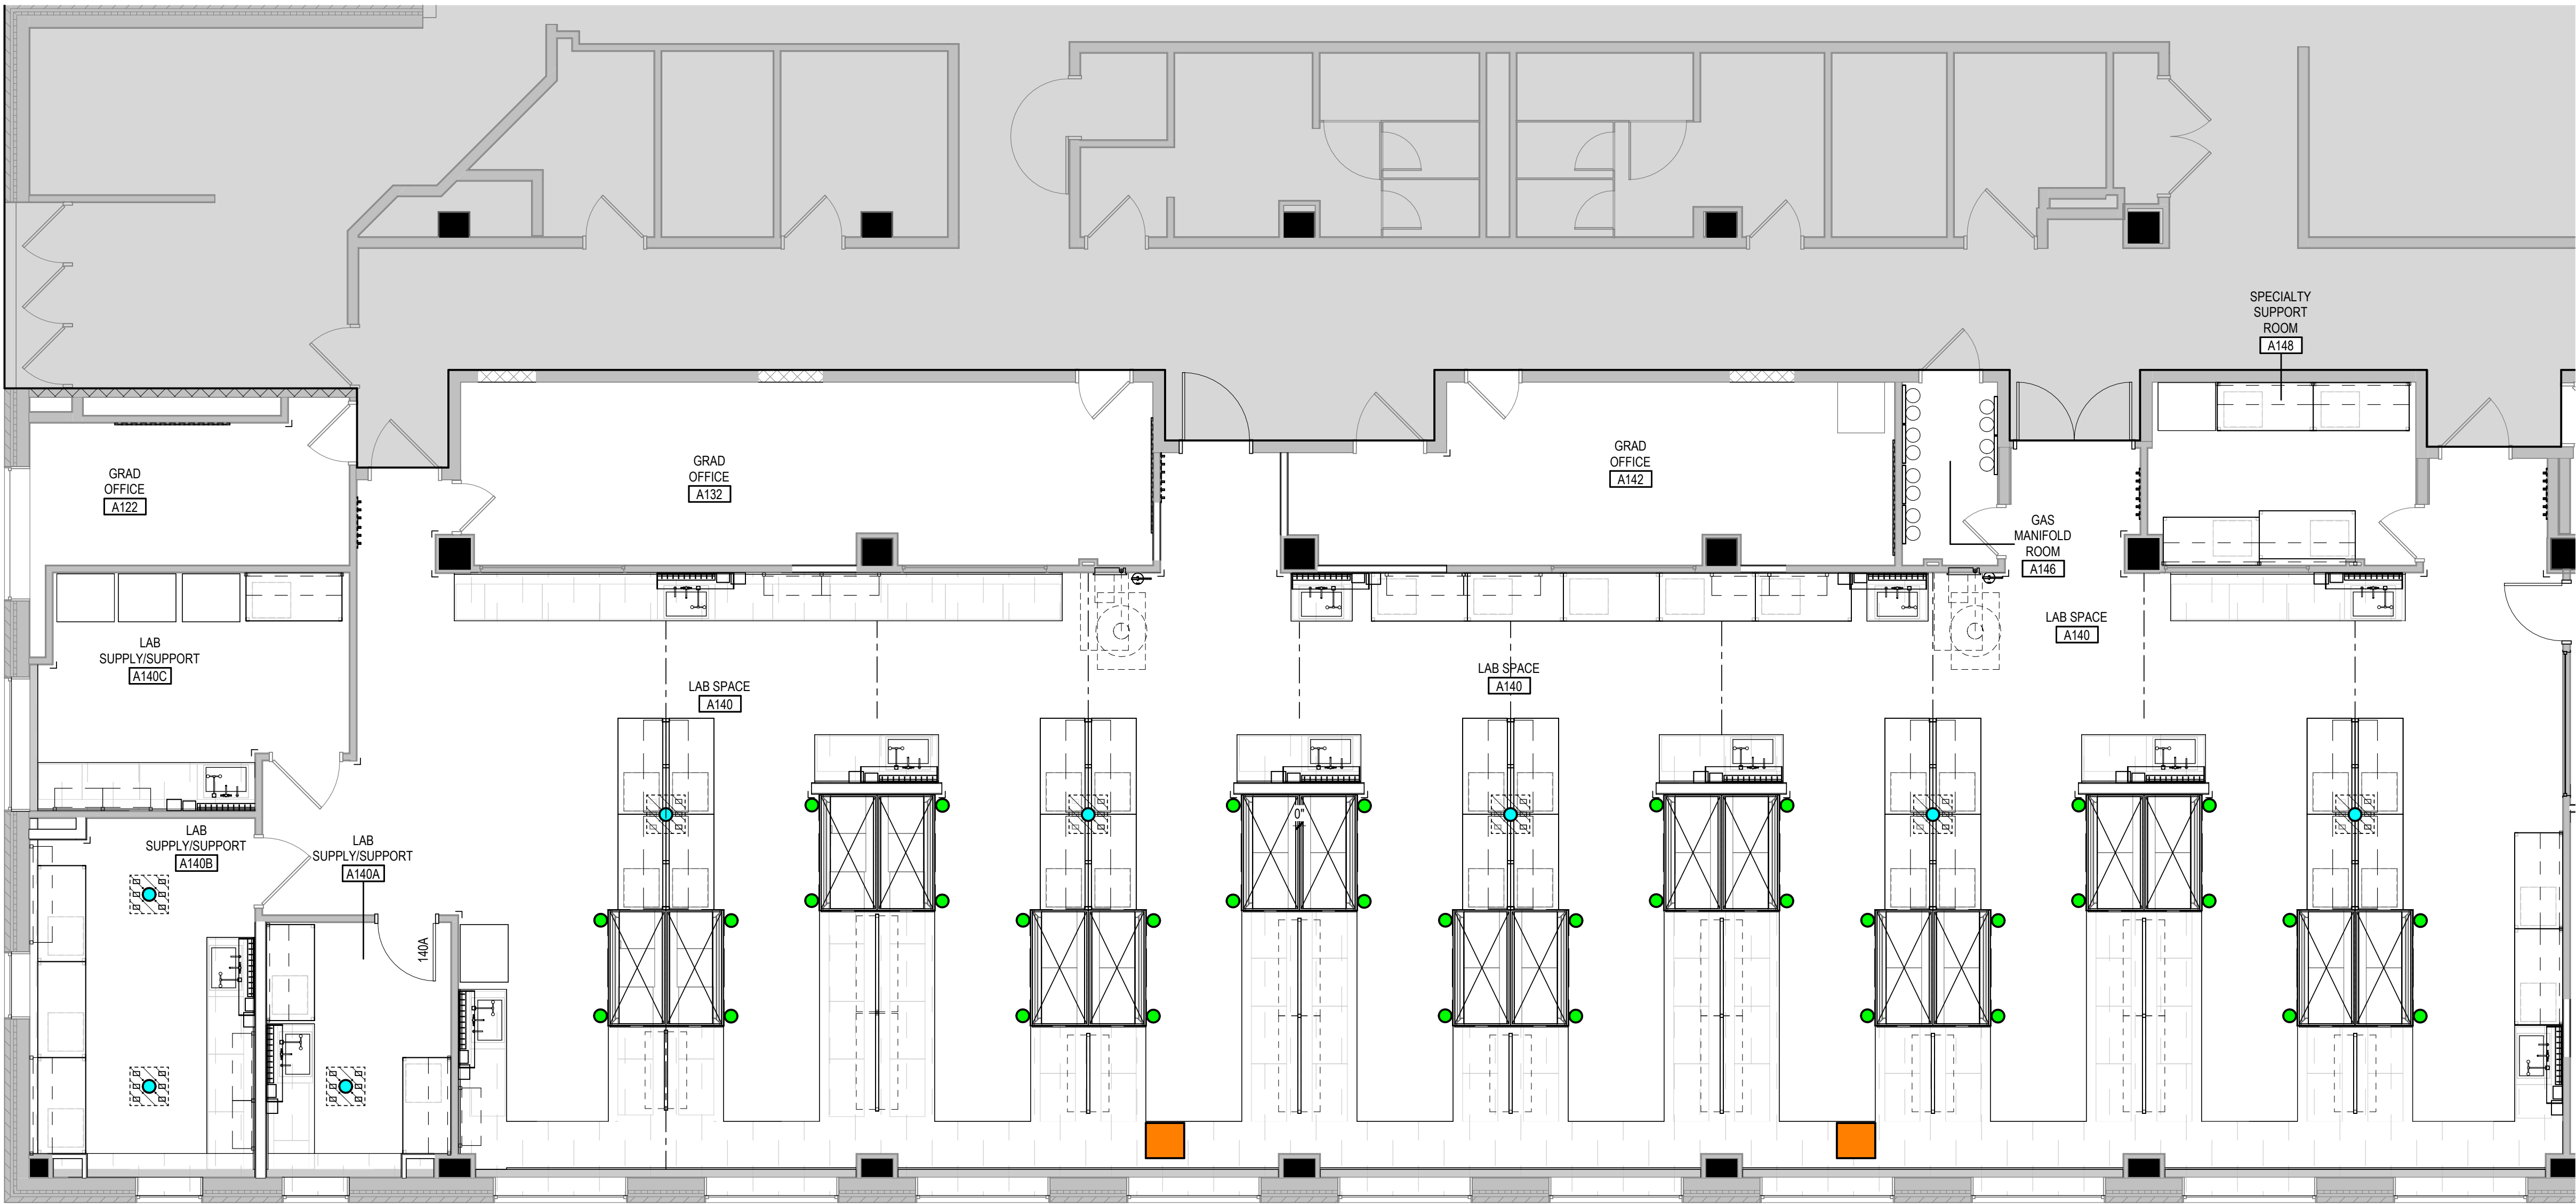 SPECIALTY
SUPPORT
ROOM
A148
GRAD
OFFICE
A122
GRAD
OFFICE
A132
GRAD
OFFICE
A142
GAS
MANIFOLD
ROOM
A146
LAB
SUPPLY/SUPPORT
A140C
LAB SPACE
A140
LAB SPACE
A140
LAB SPACE
A140
LAB
SUPPLY/SUPPORT
A140B
LAB
SUPPLY/SUPPORT
A140A
140A
0"